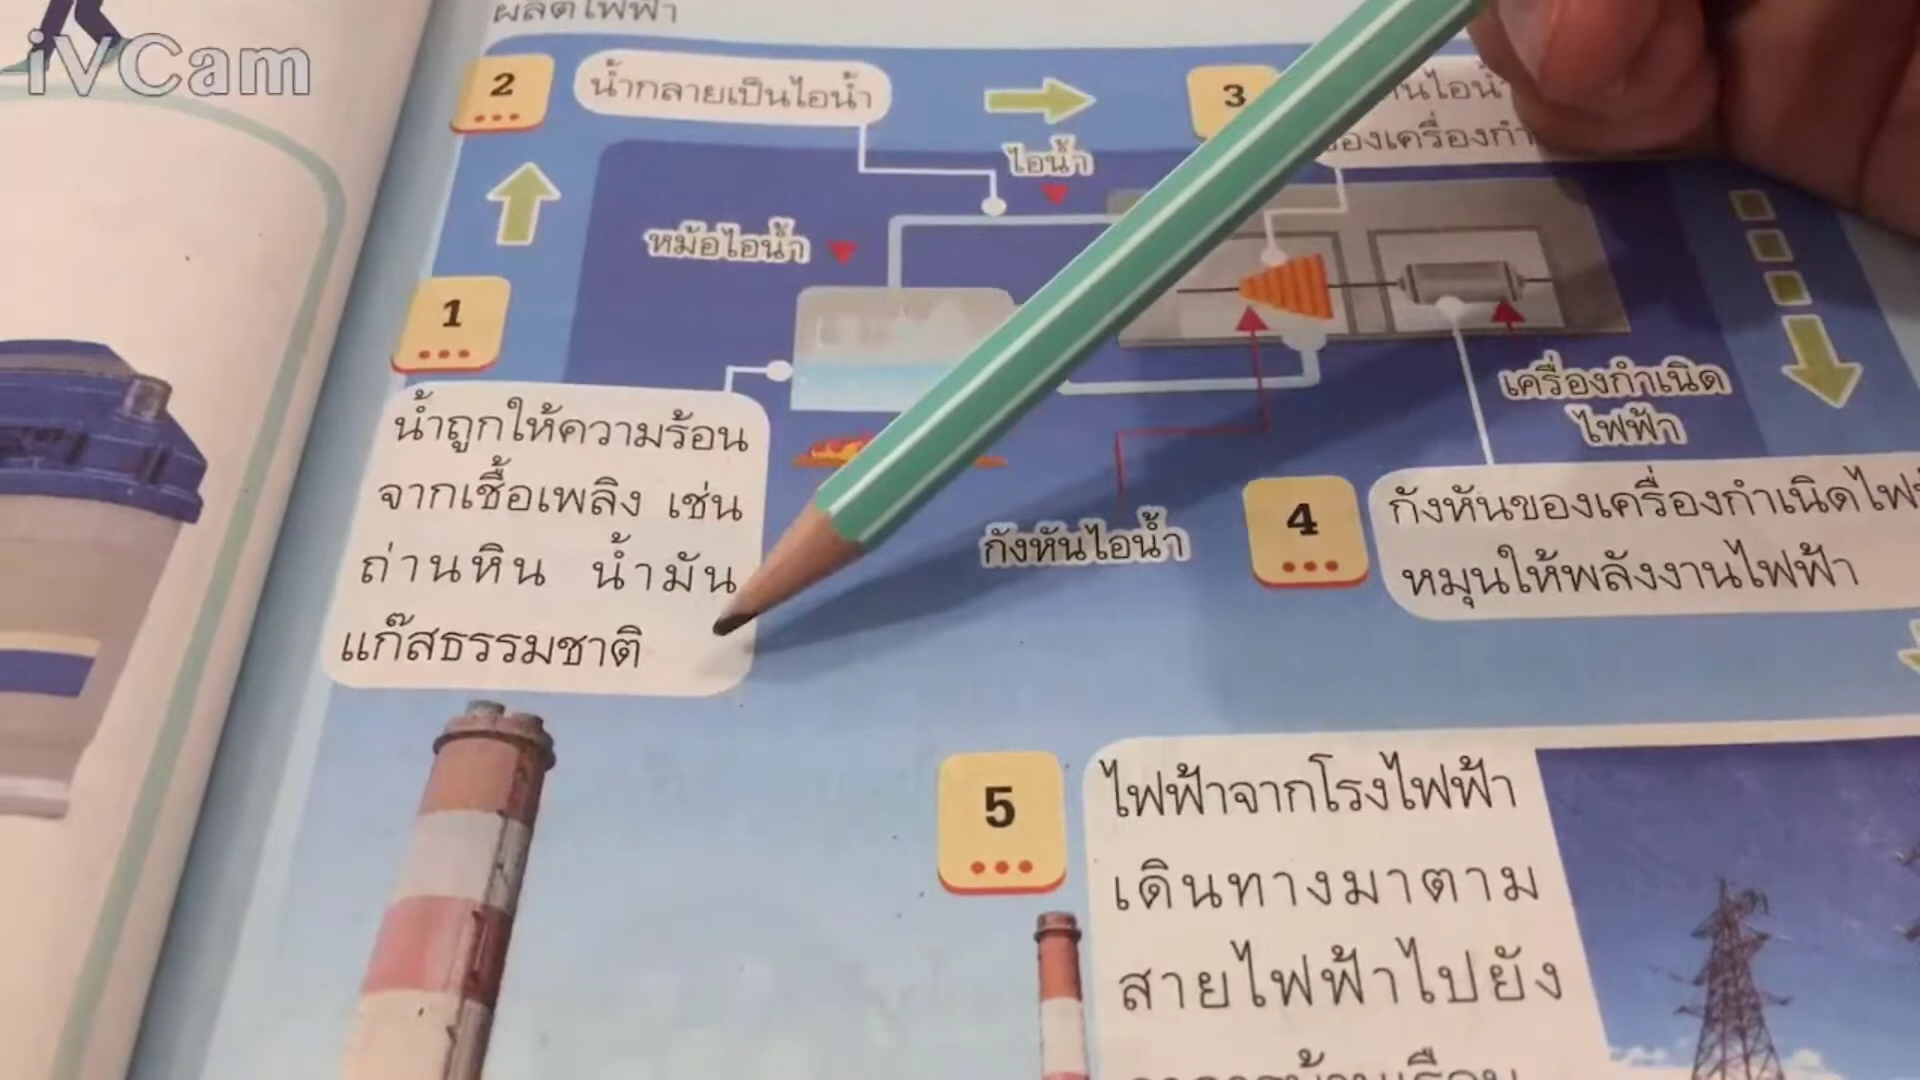 iVCam
ผลิตไฟฟ้า
2
น้ำกลายเป็นไอน้ำ
3
ไอน้ำ
หม้อไอน้ำ
1
น้ำถูกให้ความร้อน
จากเชื้อเพลิง เช่น
ถ่านหิน น้ำมัน
แก๊สธรรมชาติ
เครื่องกำเนิด
ไฟฟ้า
กังหันไอน้ำ
4
กังหันของเครื่องกำเนิด
หมุนให้พลังงานไฟฟ้า
5
ไฟฟ้าจากโรงไฟฟ้า
เดินทางมาตาม
สายไฟฟ้าไปยัง